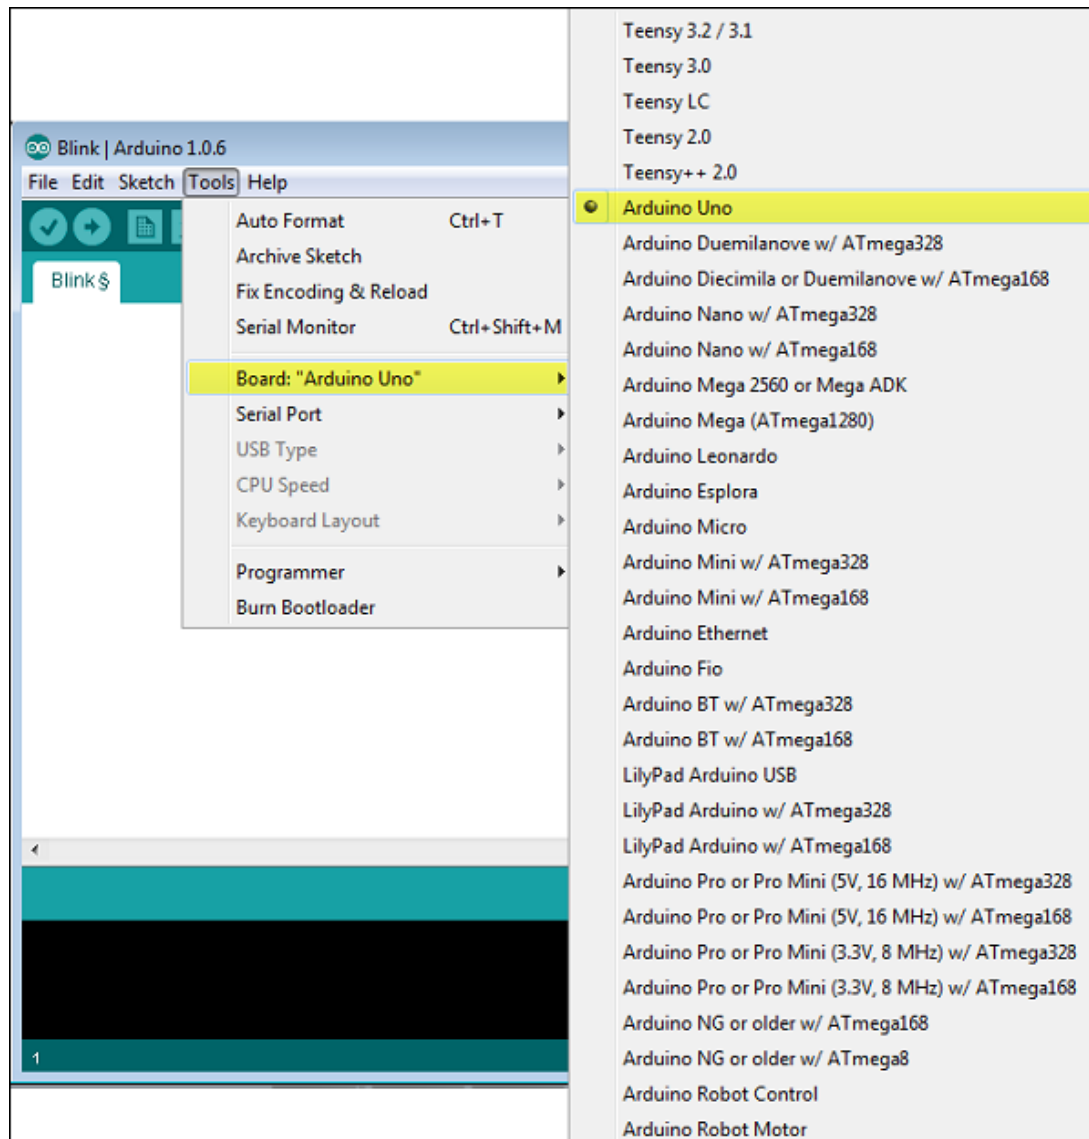 Blink | Arduino 1.0.6
File Edit Sketch Tools Help
Blink §
Auto Format Ctrl+T
Archive Sketch
Fix Encoding & Reload
Serial Monitor Ctrl+Shift+M
Board: "Arduino Uno"
Serial Port
USB Type
CPU Speed
Keyboard Layout
Programmer
Burn Bootloader
1
Teensy 3.2 / 3.1
Teensy 3.0
Teensy LC
Teensy 2.0
Teensy++ 2.0
Arduino Uno
Arduino Duemilanove w/ ATmega328
Arduino Diecimila or Duemilanove w/ ATmega168
Arduino Nano w/ ATmega328
Arduino Nano w/ ATmega168
Arduino Mega 2560 or Mega ADK
Arduino Mega (ATmega1280)
Arduino Leonardo
Arduino Esplora
Arduino Micro
Arduino Mini w/ ATmega328
Arduino Mini w/ ATmega168
Arduino Ethernet
Arduino Fio
Arduino BT w/ ATmega328
Arduino BT w/ ATmega168
LilyPad Arduino USB
LilyPad Arduino w/ ATmega328
LilyPad Arduino w/ ATmega168
Arduino Pro or Pro Mini (5V, 16 MHz) w/ ATmega328
Arduino Pro or Pro Mini (5V, 16 MHz) w/ ATmega168
Arduino Pro or Pro Mini (3.3V, 8 MHz) w/ ATmega328
Arduino Pro or Pro Mini (3.3V, 8 MHz) w/ ATmega168
Arduino NG or older w/ ATmega168
Arduino NG or older w/ ATmega8
Arduino Robot Control
Arduino Robot Motor